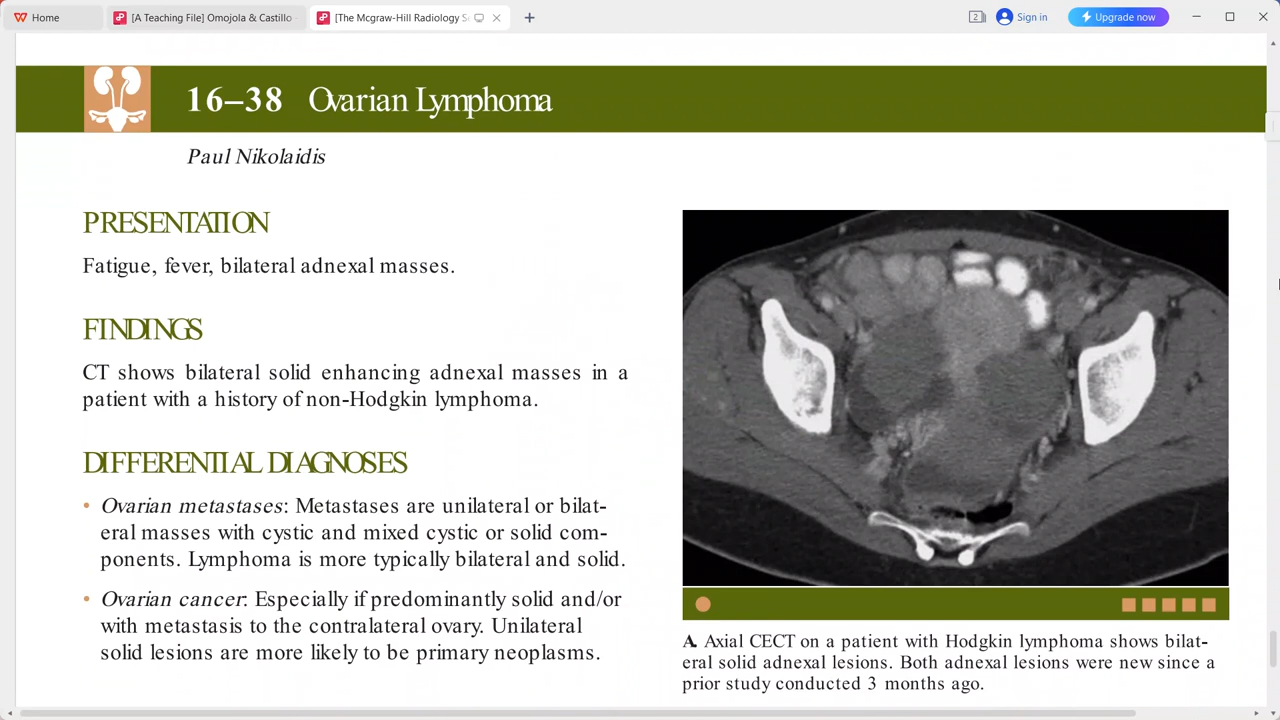 Home
[A Teaching File] Omojola & Castillo
[The Mcgraw-Hill Radiology S
2
Sign in
Upgrade now
16–38 Ovarian Lymphoma
Paul Nikolaidis
PRESENTATION
Fatigue, fever, bilateral adnexal masses.
FINDINGS
CT shows bilateral solid enhancing adnexal masses in a
patient with a history of non-Hodgkin lymphoma.
DIFFERENTIAL DIAGNOSES
• Ovarian metastases: Metastases are unilateral or bilat-
eral masses with cystic and mixed cystic or solid com-
ponents. Lymphoma is more typically bilateral and solid.
• Ovarian cancer: Especially if predominantly solid and/or
with metastasis to the contralateral ovary. Unilateral
solid lesions are more likely to be primary neoplasms.
A. Axial CECT on a patient with Hodgkin lymphoma shows bilat-
eral solid adnexal lesions. Both adnexal lesions were new since a
prior study conducted 3 months ago.